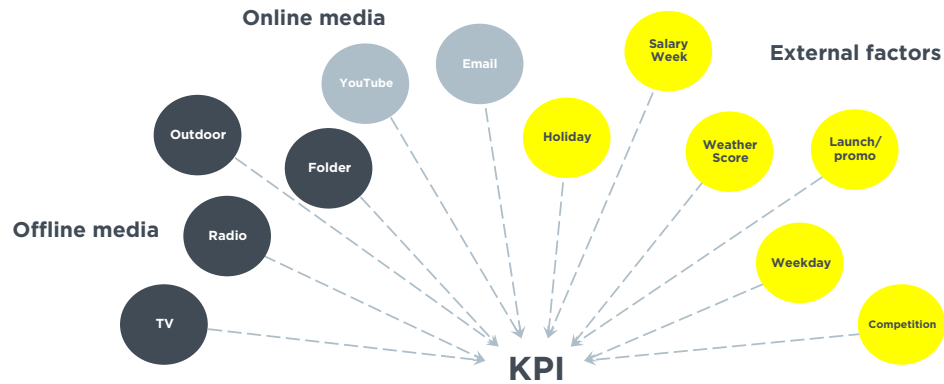 Online media
Salary
Week
External factors
YouTube
Email
Outdoor
Folder
Holiday
Weather
Score
Launch/
promo
Offline media
Radio
Weekday
TV
Competition
KPI